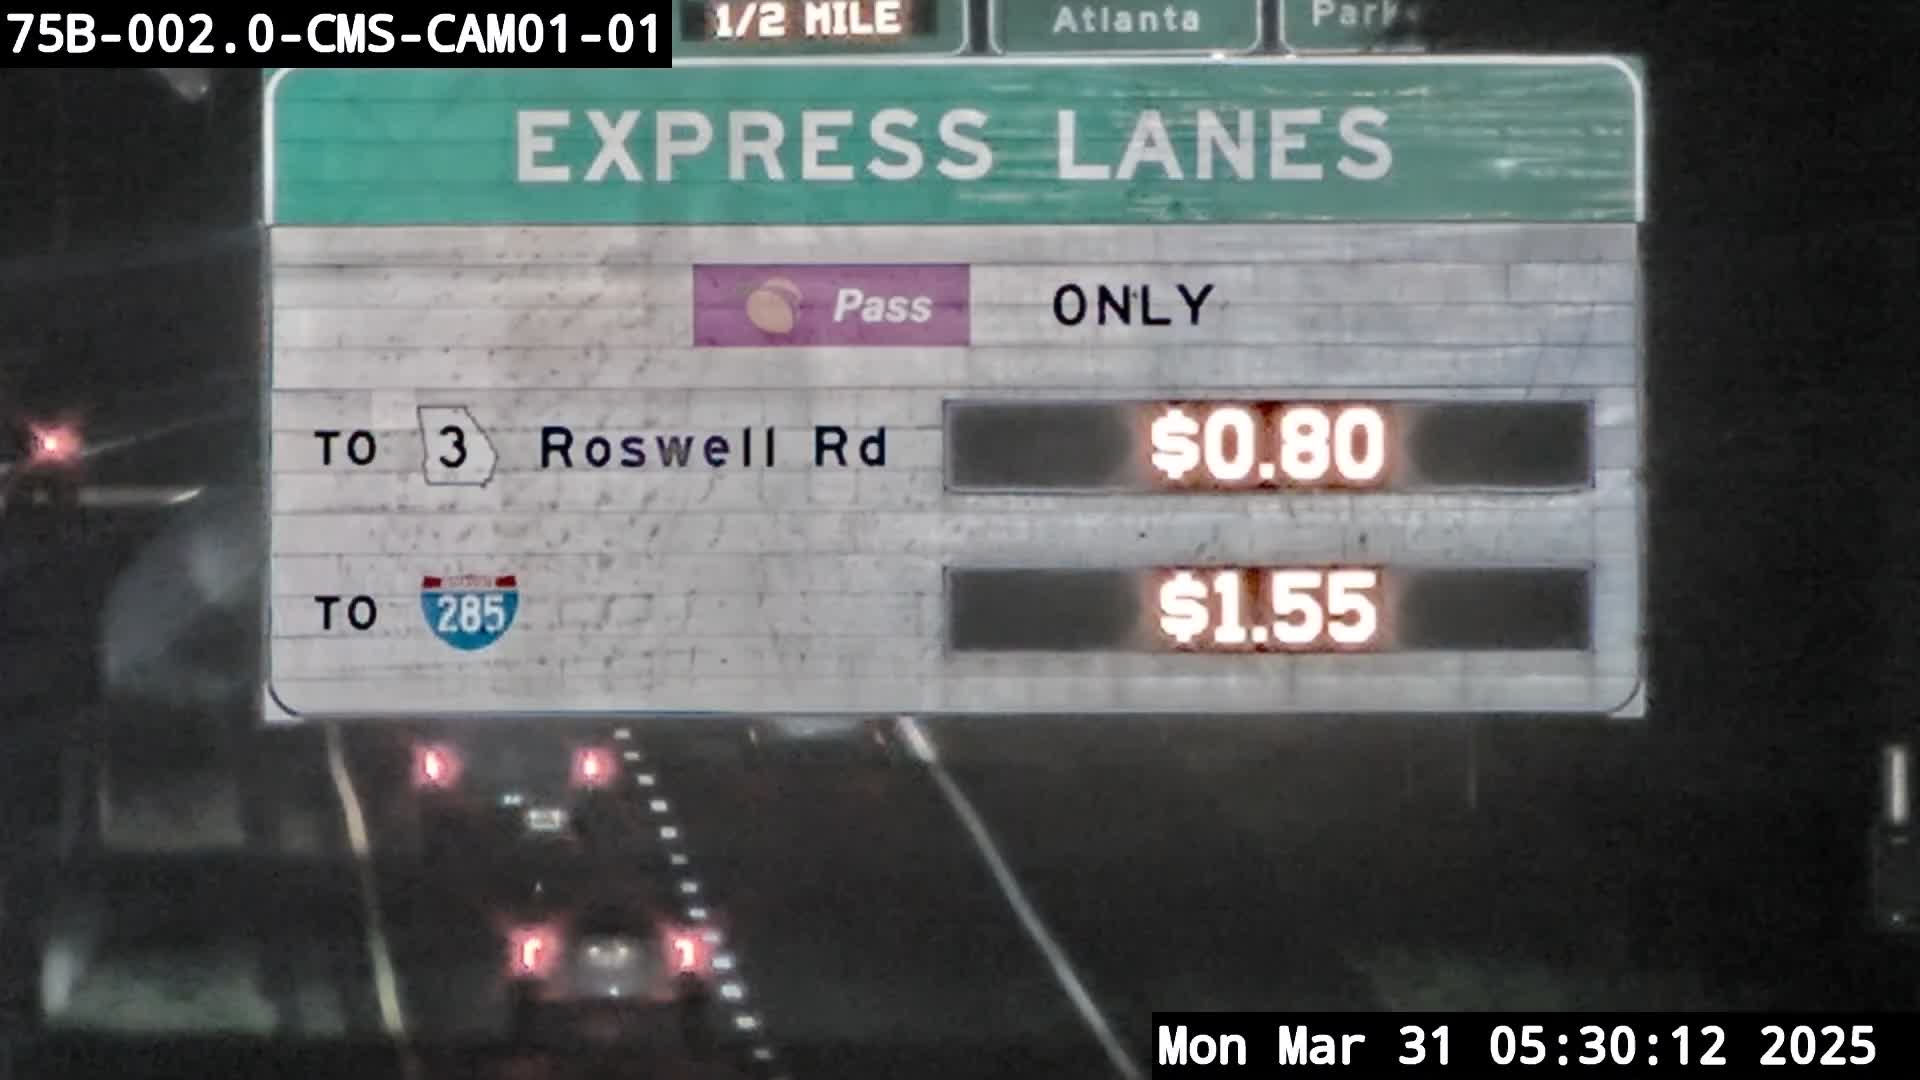 75B-002.0-CMS-CAM01-01
1/2 MILE
Atlanta
EXPRESS LANES
Pass ONLY
TO 3 Roswell Rd $0.80
TO 285 $1.55
Mon Mar 31 05:30:12 2025